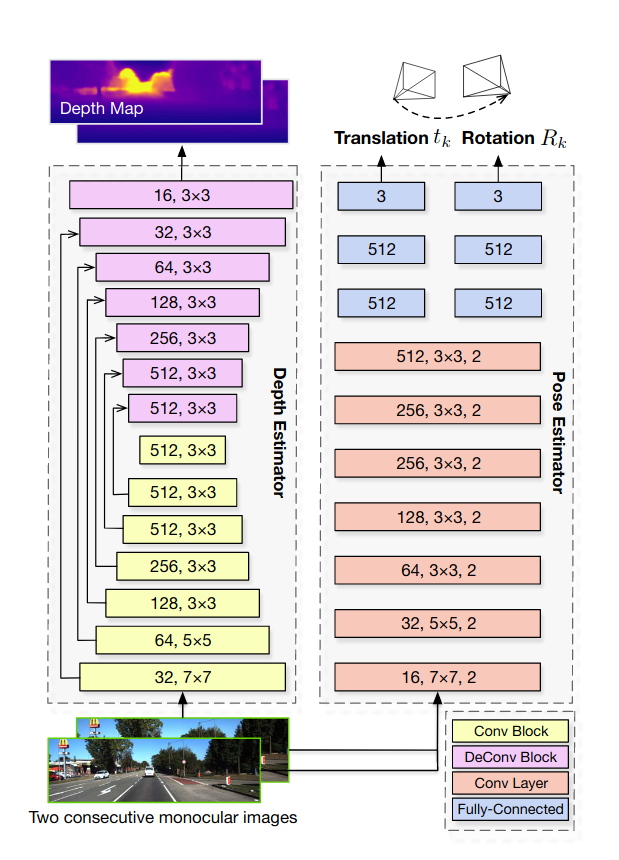 Depth Map
Translation t_k Rotation R_k
16, 3×3
32, 3×3
64, 3×3
128, 3×3
256, 3×3
512, 3×3
512, 3×3
512, 3×3
512, 3×3
512, 3×3
256, 3×3
128, 3×3
64, 5×5
32, 7×7
Depth Estimator
3
3
512
512
512
512
512, 3×3, 2
256, 3×3, 2
256, 3×3, 2
128, 3×3, 2
64, 3×3, 2
32, 5×5, 2
16, 7×7, 2
Pose Estimator
Two consecutive monocular images
Conv Block
DeConv Block
Conv Layer
Fully-Connected